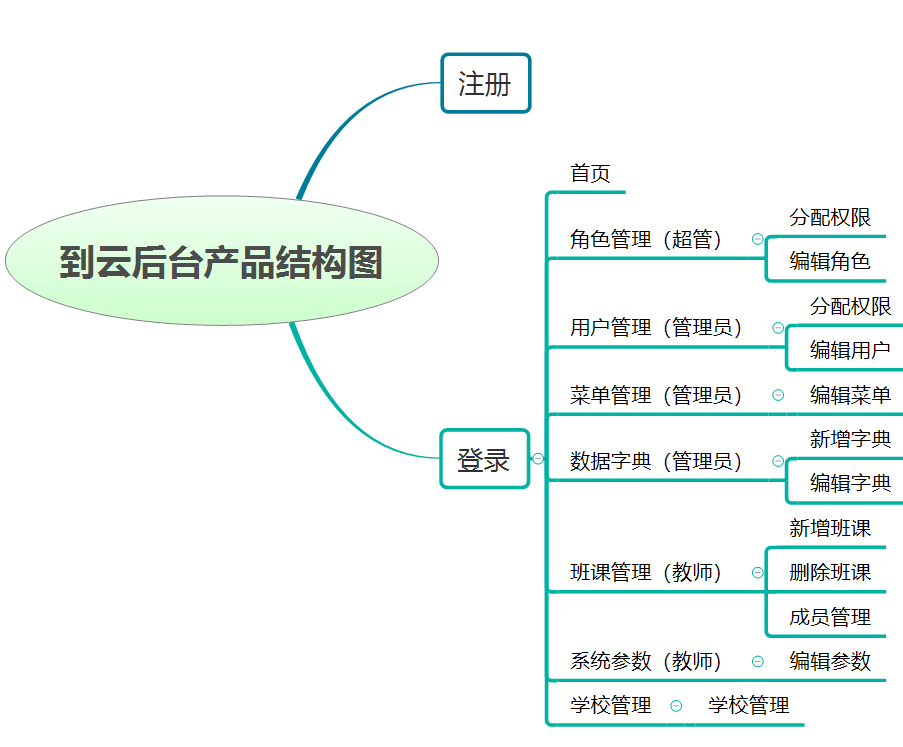 到云后台产品结构图
注册
登录
首页
角色管理（超管）
分配权限
编辑角色
用户管理（管理员）
分配权限
编辑用户
菜单管理（管理员）
编辑菜单
数据字典（管理员）
新增字典
编辑字典
班课管理（教师）
新增班课
删除班课
成员管理
系统参数（教师）
编辑参数
学校管理
学校管理